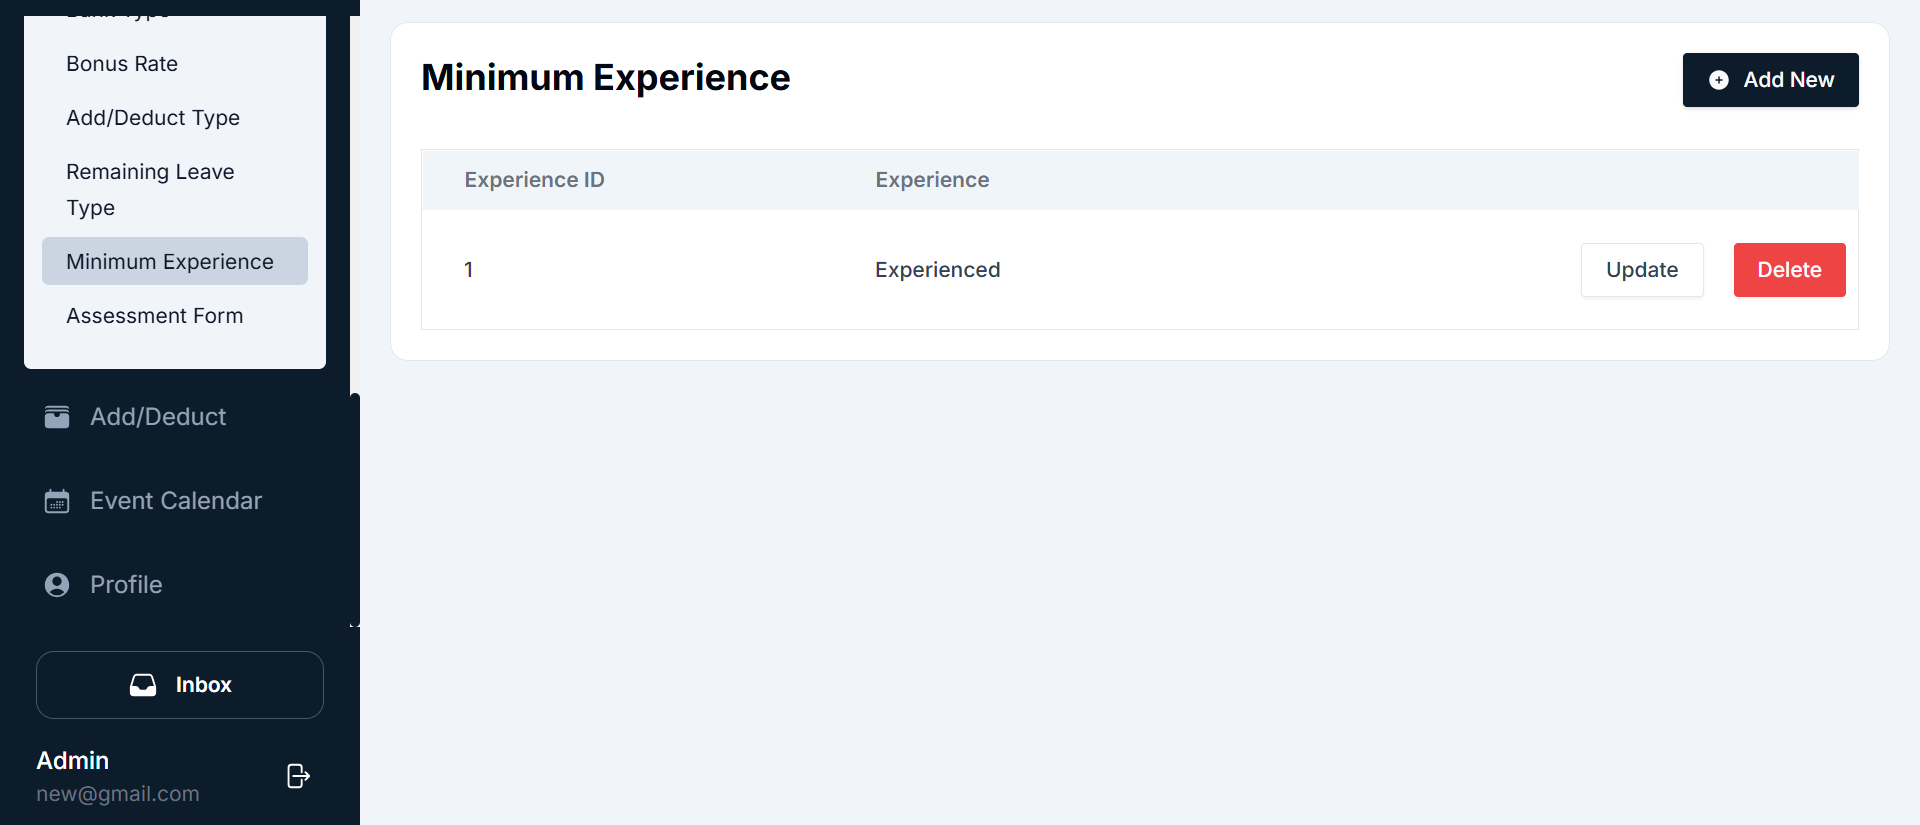 Bonus Rate
Add/Deduct Type
Remaining Leave
Type
Minimum Experience
Assessment Form
Add/Deduct
Event Calendar
Profile
Inbox
Admin
new@gmail.com
Minimum Experience
Add New
Experience ID Experience
1 Experienced Update Delete